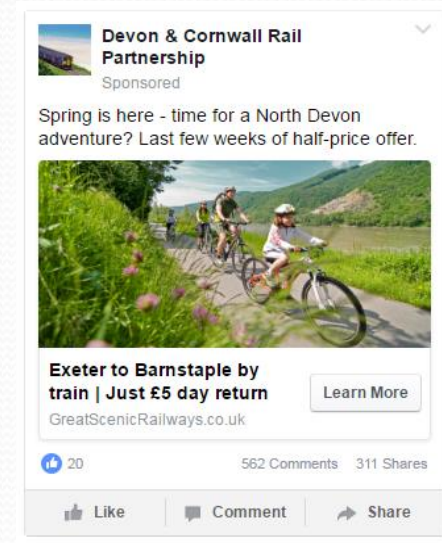 Devon & Cornwall Rail
Partnership
Sponsored
Spring is here - time for a North Devon
adventure? Last few weeks of half-price offer.
Exeter to Barnstaple by
train | Just £5 day return
Learn More
GreatScenicRailways.co.uk
20
562 Comments 311 Shares
Like Comment Share